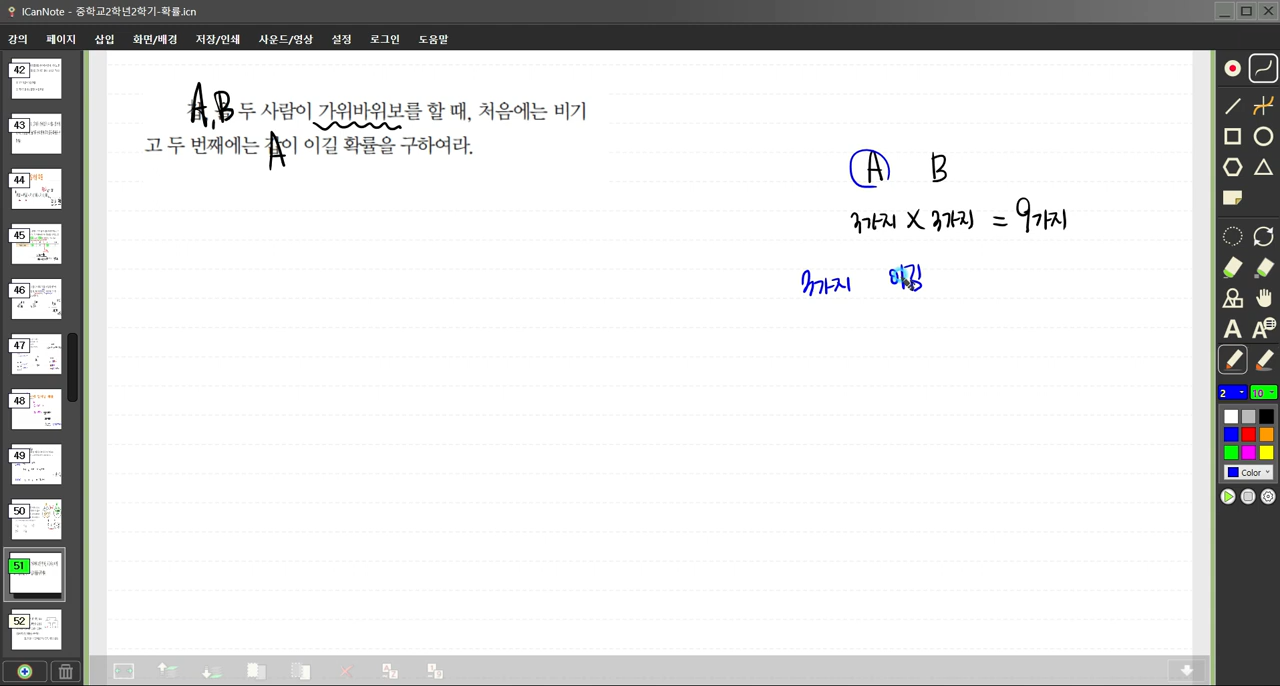 ICanNote - 중학교2학년2학기-확률.icn
강의 페이지 삽입 화면/배경 저장/인쇄 사운드/영상 설정 로그인 도움말
42
43
44
45
46
47
48
49
50
51
52
A, B 두 사람이 가위바위보를 할 때, 처음에는 비기
고 두 번째에는 A이 이길 확률을 구하여라.
A B
3가지 X 3가지 = 9가지
3가지 이김
2 10
Color